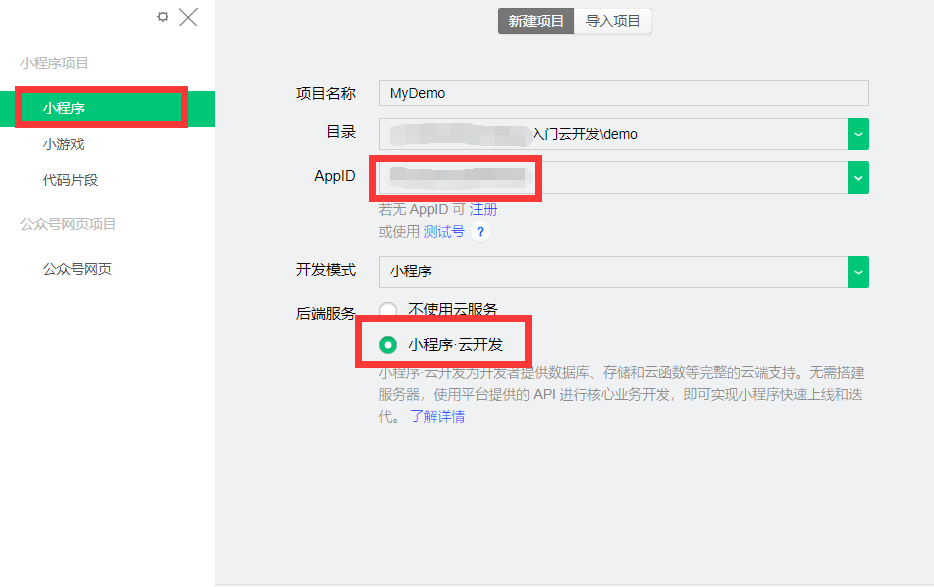 小程序项目
小程序
小游戏
代码片段
公众号网页项目
公众号网页
新建项目 导入项目
项目名称 MyDemo
目录 入门云开发\demo
AppID
若无 AppID 可 注册
或使用 测试号 ?
开发模式 小程序
后端服务 不使用云服务
小程序·云开发
小程序·云开发为开发者提供数据库、存储和云函数等完整的云端支持。无需搭建
服务器，使用平台提供的 API 进行核心业务开发，即可实现小程序快速上线和迭
代。 了解详情